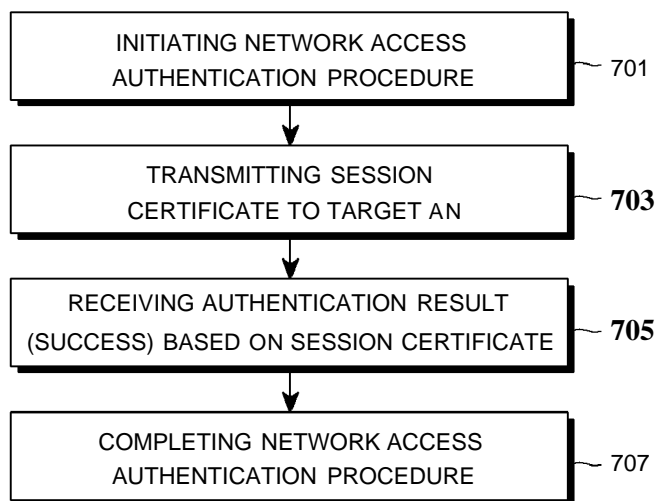 INITIATING NETWORK ACCESS
AUTHENTICATION PROCEDURE
701
TRANSMITTING SESSION
CERTIFICATE TO TARGET AN
703
RECEIVING AUTHENTICATION RESULT
(SUCCESS) BASED ON SESSION CERTIFICATE
705
COMPLETING NETWORK ACCESS
AUTHENTICATION PROCEDURE
707